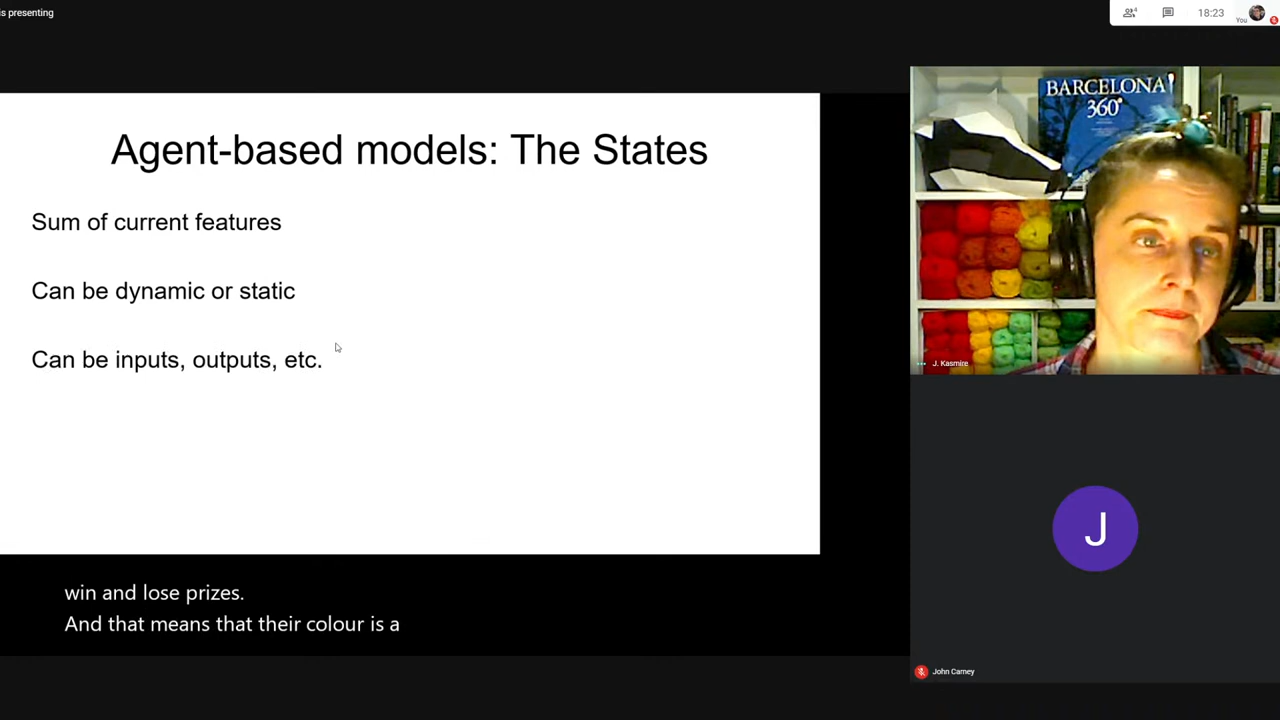 is presenting
4
18:23
You
Agent-based models: The States
Sum of current features
Can be dynamic or static
Can be inputs, outputs, etc.
BARCELONA
360°
J. Kasmire
J
John Carney
win and lose prizes.
And that means that their colour is a